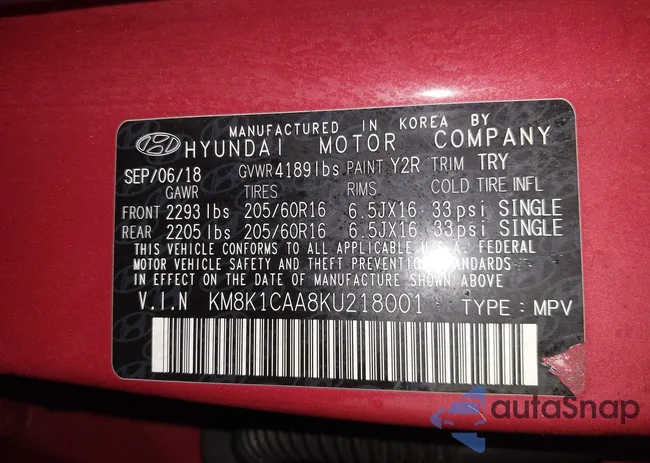 MANUFACTURED IN KOREA BY
HYUNDAI MOTOR COMPANY
SEP/06/18 GVWR 4189lbs PAINT Y2R TRIM TRY
GAWR TIRES RIMS COLD TIRE INFL
FRONT 2293 lbs 205/60R16 6.5JX16 33psi SINGLE
REAR 2205 lbs 205/60R16 6.5JX16 33psi SINGLE
THIS VEHICLE CONFORMS TO ALL APPLICABLE U.S.A. FEDERAL
MOTOR VEHICLE SAFETY AND THEFT PREVENTION STANDARDS
IN EFFECT ON THE DATE OF MANUFACTURE SHOWN ABOVE
V.I.N KM8K1CAA8KU218001 TYPE : MPV
autoSnap